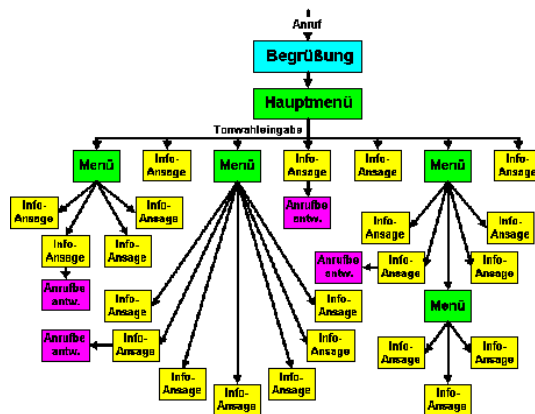 Anruf
Begrüßung
Hauptmenü
Tonwahleingabe
Menü
Info-
Ansage
Menü
Info-
Ansage
Info-
Ansage
Menü
Info-
Ansage
Info-
Ansage
Info-
Ansage
Anrufbe
antw.
Info-
Ansage
Info-
Ansage
Info-
Ansage
Info-
Ansage
Anrufbe
antw.
Info-
Ansage
Info-
Ansage
Anrufbe
antw.
Info-
Ansage
Info-
Ansage
Menü
Anrufbe
antw.
Info-
Ansage
Info-
Ansage
Info-
Ansage
Info-
Ansage
Info-
Ansage
Info-
Ansage
Info-
Ansage
Info-
Ansage
Info-
Ansage